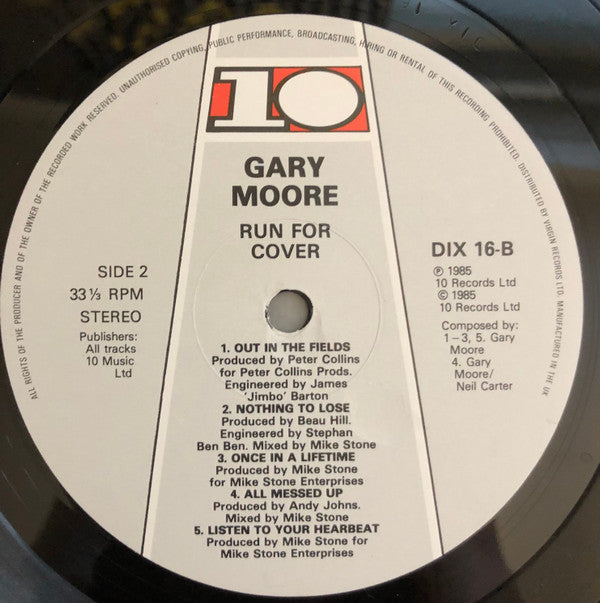 ALL RIGHTS OF THE PRODUCER AND OF THE OWNER OF THE RECORDED WORK RESERVED. UNAUTHORISED COPYING, PUBLIC PERFORMANCE, BROADCASTING, HIRING OR RENTAL OF THIS RECORDING PROHIBITED. DISTRIBUTED BY VIRGIN RECORDS LTD. MANUFACTURED IN THE UK
10
GARY
MOORE
RUN FOR
COVER
SIDE 2
33⅓ RPM
STEREO
Publishers:
All tracks
10 Music
Ltd
DIX 16-B
℗ 1985
10 Records Ltd
© 1985
10 Records Ltd
Composed by:
1–3, 5. Gary
Moore
4. Gary
Moore/
Neil Carter
1. OUT IN THE FIELDS
Produced by Peter Collins
for Peter Collins Prods.
Engineered by James
'Jimbo' Barton
2. NOTHING TO LOSE
Produced by Beau Hill.
Engineered by Stephan
Ben Ben. Mixed by Mike Stone
3. ONCE IN A LIFETIME
Produced by Mike Stone
for Mike Stone Enterprises
4. ALL MESSED UP
Produced by Andy Johns.
Mixed by Mike Stone
5. LISTEN TO YOUR HEARBEAT
Produced by Mike Stone for
Mike Stone Enterprises